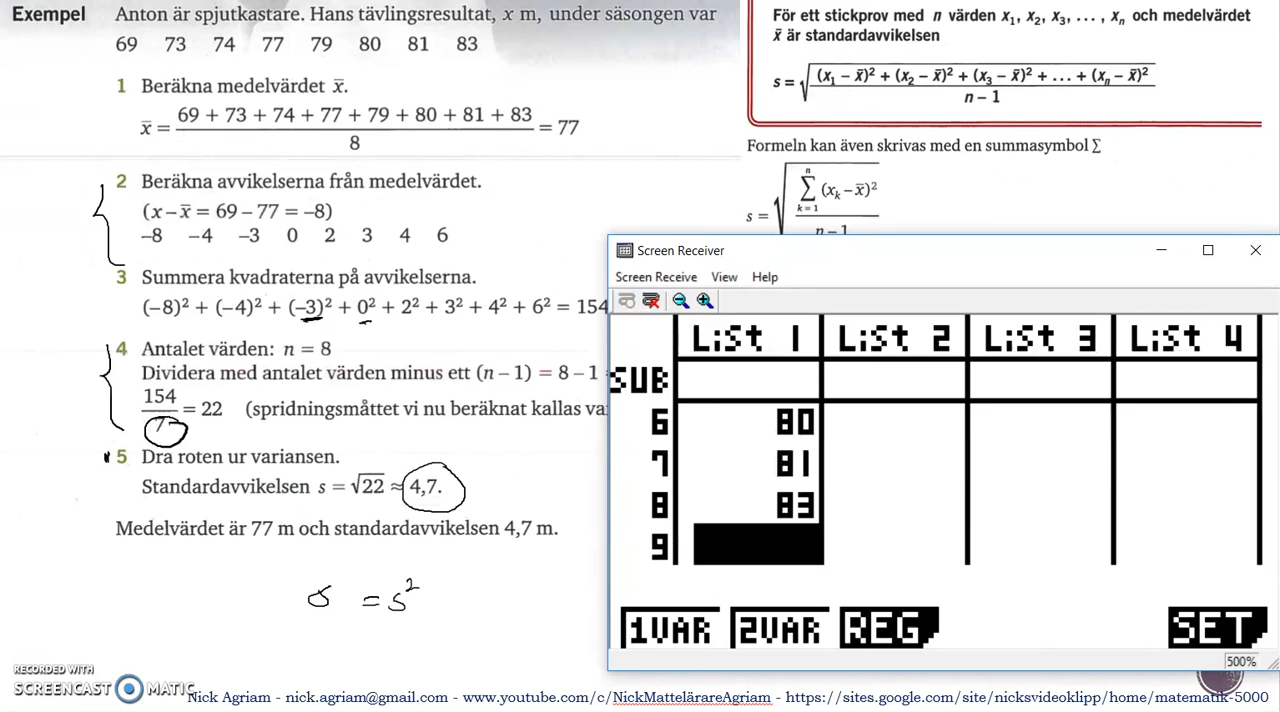 Exempel Anton är spjutkastare. Hans tävlingsresultat, x m, under säsongen var
69 73 74 77 79 80 81 83
1 Beräkna medelvärdet x̄.
x̄ = (69 + 73 + 74 + 77 + 79 + 80 + 81 + 83) / 8 = 77
2 Beräkna avvikelserna från medelvärdet.
(x – x̄ = 69 – 77 = –8)
–8 –4 –3 0 2 3 4 6
3 Summera kvadraterna på avvikelserna.
(–8)² + (–4)² + (–3)² + 0² + 2² + 3² + 4² + 6² = 154
4 Antalet värden: n = 8
Dividera med antalet värden minus ett (n – 1) = 8 – 1
154/7 = 22 (spridningsmåttet vi nu beräknat kallas va
5 Dra roten ur variansen.
Standardavvikelsen s = √22 ≈ 4,7.
Medelvärdet är 77 m och standardavvikelsen 4,7 m.
σ = s²
För ett stickprov med n värden x₁, x₂, x₃, . . . , xₙ och medelvärdet
x̄ är standardavvikelsen
s = √(((x₁ – x̄)² + (x₂ – x̄)² + (x₃ – x̄)² + . . . + (xₙ – x̄)²) / (n – 1))
Formeln kan även skrivas med en summasymbol Σ
s = √((Σ k=1 n (xₖ – x̄)²) / (n – 1))
Screen Receiver
Screen Receive View Help
List 1 List 2 List 3 List 4
SUB
6 80
7 81
8 83
9
1VAR 2VAR REG SET
500%
RECORDED WITH
SCREENCAST MATIC
Nick Agriam - nick.agriam@gmail.com - www.youtube.com/c/NickMattelärareAgriam - https://sites.google.com/site/nicksvideoklipp/home/matematik-5000